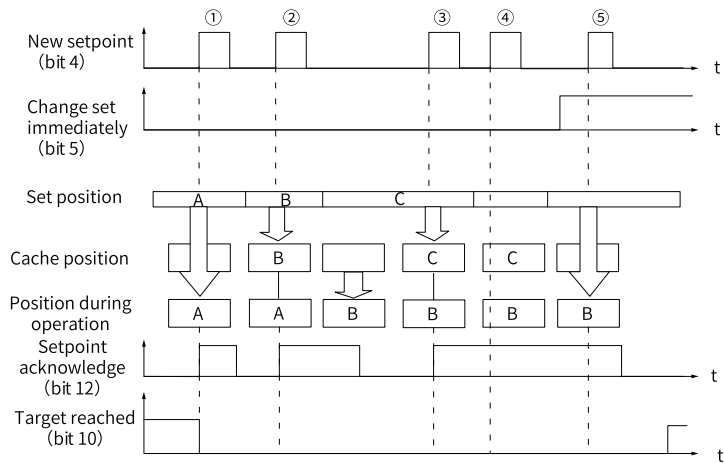 ① ② ③ ④ ⑤
New setpoint
（bit 4）
t
Change set
immediately
（bit 5）
t
Set position
A B C
Cache position
B C C
Position during
operation
A A B B B B
Setpoint
acknowledge
（bit 12）
t
Target reached
（bit 10）
t